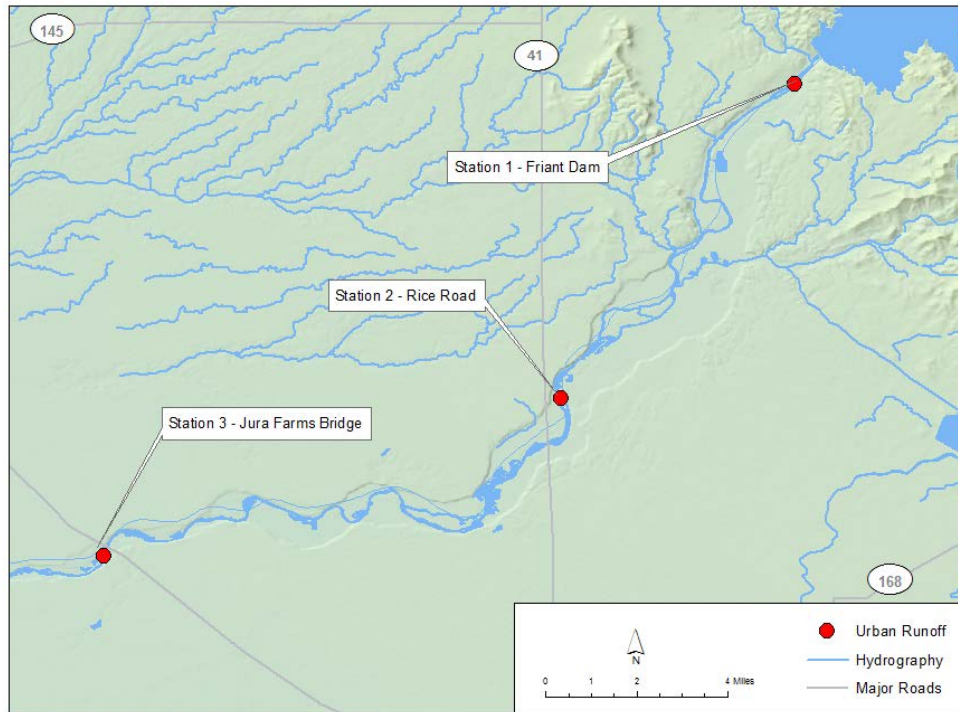 145
41
Station 1 - Friant Dam
Station 2 - Rice Road
Station 3 - Jura Farms Bridge
168
Urban Runoff
N
Hydrography
0 1 2 4 Miles
Major Roads